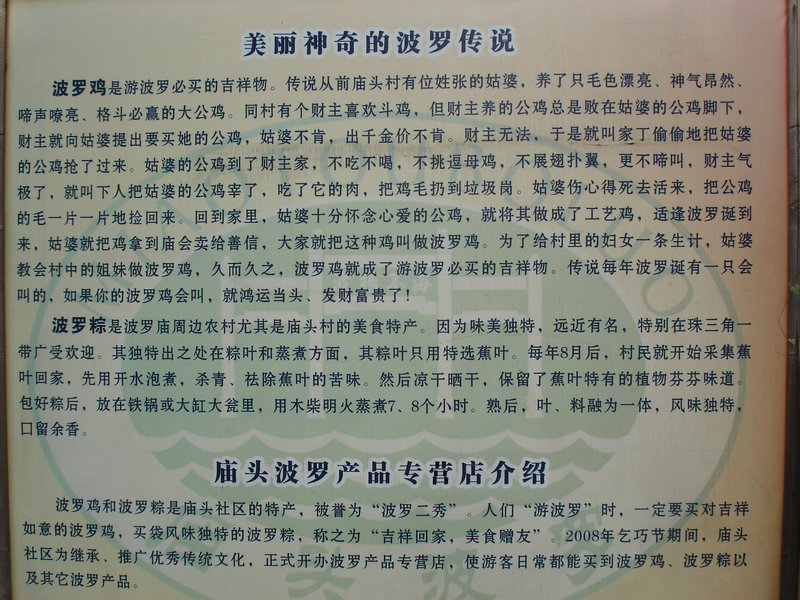 美丽神奇的波罗传说
波罗鸡是游波罗必买的吉祥物。传说从前庙头村有位姓张的姑婆，养了只毛色漂亮、神气昂然、
啼声嘹亮、格斗必赢的大公鸡。同村有个财主喜欢斗鸡，但财主养的公鸡总是败在姑婆的公鸡脚下，
财主就向姑婆提出要买她的公鸡，姑婆不肯，出千金价不肯。财主无法，于是就叫家丁偷偷地把姑婆
的公鸡抢了过来。姑婆的公鸡到了财主家，不吃不喝，不挑逗母鸡，不展翅扑翼，更不啼叫，财主气
极了，就叫下人把姑婆的公鸡宰了，吃了它的肉，把鸡毛扔到垃圾岗。姑婆伤心得死去活来，把公鸡
的毛一片一片地捡回来。回到家里，姑婆十分怀念心爱的公鸡，就将其做成了工艺鸡，适逢波罗诞到
来，姑婆就把鸡拿到庙会卖给善信，大家就把这种鸡叫做波罗鸡。为了给村里的妇女一条生计，姑婆
教会村中的姐妹做波罗鸡，久而久之，波罗鸡就成了游波罗必买的吉祥物。传说每年波罗诞有一只会
叫的，如果你的波罗鸡会叫，就鸿运当头、发财富贵了！
波罗粽是波罗庙周边农村尤其是庙头村的美食特产。因为味美独特，远近有名，特别在珠三角一
带广受欢迎。其独特出之处在粽叶和蒸煮方面，其粽叶只用特选蕉叶。每年8月后，村民就开始采集蕉
叶回家，先用开水泡煮，杀青、祛除蕉叶的苦味。然后凉干晒干，保留了蕉叶特有的植物芬芬味道。
包好粽后，放在铁锅或大缸大瓮里，用木柴明火蒸煮7、8个小时。熟后，叶、料融为一体，风味独特，
口留余香。
庙头波罗产品专营店介绍
波罗鸡和波罗粽是庙头社区的特产，被誉为“波罗二秀”。人们“游波罗”时，一定要买对吉祥
如意的波罗鸡，买袋风味独特的波罗粽，称之为“吉祥回家，美食赠友”。2008年乞巧节期间，庙头
社区为继承、推广优秀传统文化，正式开办波罗产品专营店，使游客日常都能买到波罗鸡、波罗粽以
及其它波罗产品。